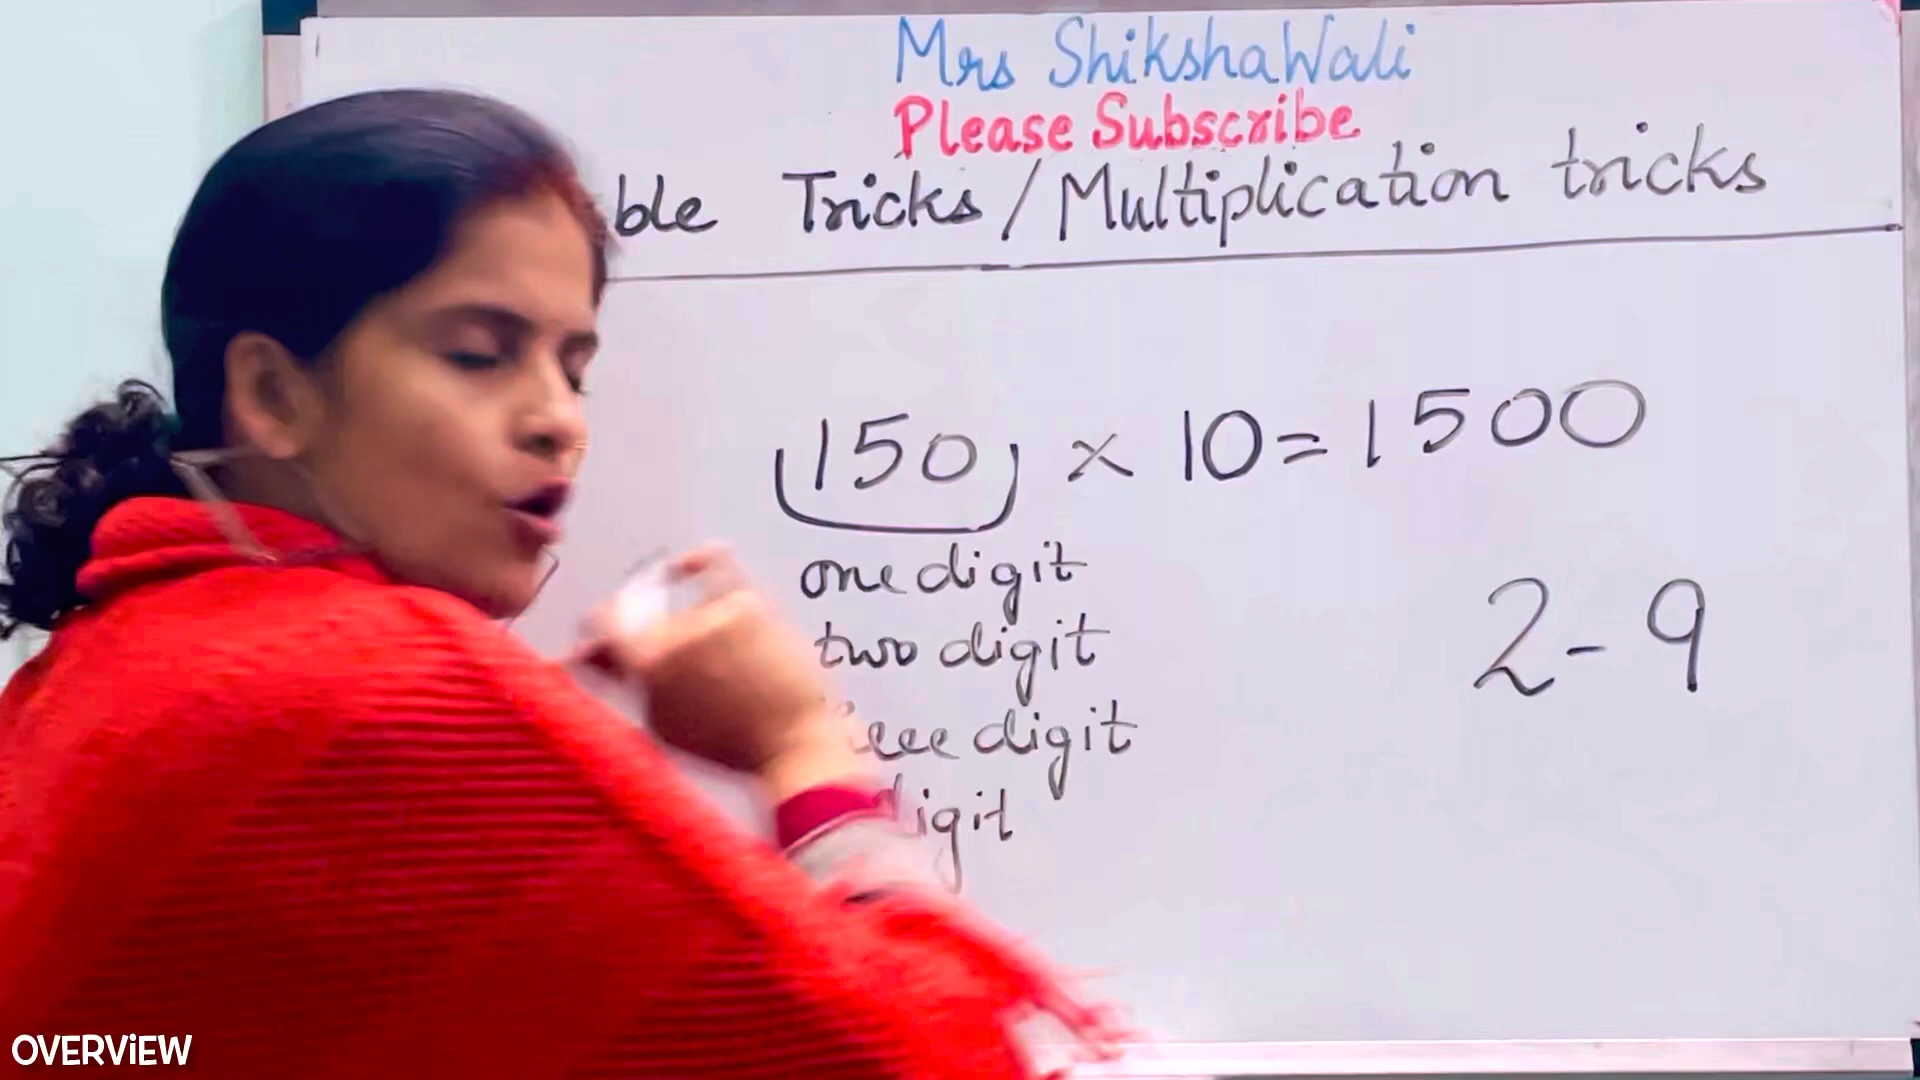 Mrs ShikshaWali
Please Subscribe
ble Tricks / Multiplication tricks
150 × 10 = 1500
one digit
two digit
digit
2-9
igit
OVERVIEW